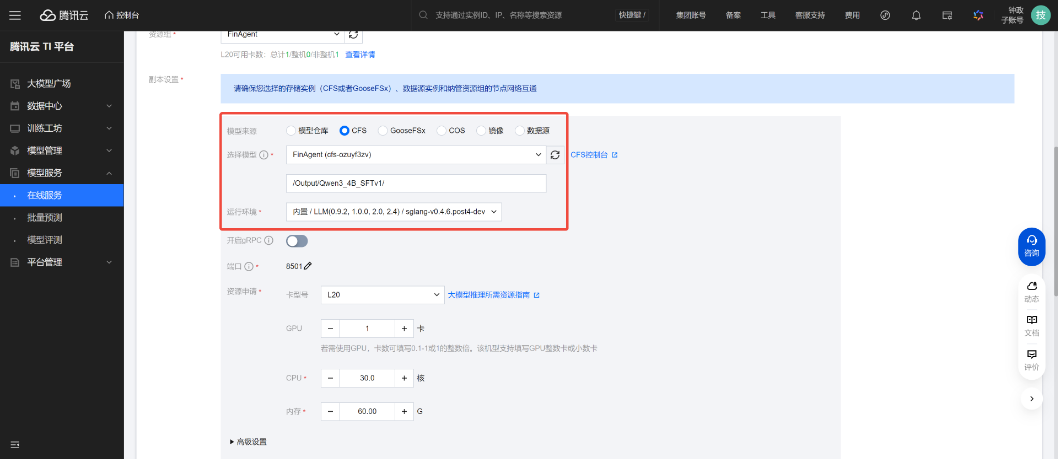 腾讯云 控制台 支持通过实例ID、IP、名称等搜索资源 快捷键 / 集团账号 备案 工具 客服支持 费用 钟政 子账号 技
腾讯云 TI 平台
大模型广场
数据中心
训练工坊
模型管理
模型服务
在线服务
批量预测
模型评测
平台管理
资源组 * FinAgent
L20可用卡数：总计1/整机0/非整机1 查看详情
副本设置 *
请确保您选择的存储实例（CFS或者GooseFSx）、数据源实例和纳管资源组的节点网络互通
模型来源 模型仓库 CFS GooseFSx COS 镜像 数据源
选择模型 * FinAgent (cfs-ozuyf3zv) CFS控制台
/Output/Qwen3_4B_SFTv1/
运行环境 * 内置 / LLM(0.9.2, 1.0.0, 2.0, 2.4) / sglang-v0.4.6.post4-dev
开启μRPC
端口 * 8501
资源申请 * 卡型号 L20 大模型推理所需资源指南
GPU − 1 + 卡
若需使用GPU，卡数可填写0.1-1或1的整数倍。该机型支持填写GPU整数卡或小数卡
CPU * − 30.0 + 核
内存 * − 60.00 + G
高级设置
咨询
动态
文档
评价